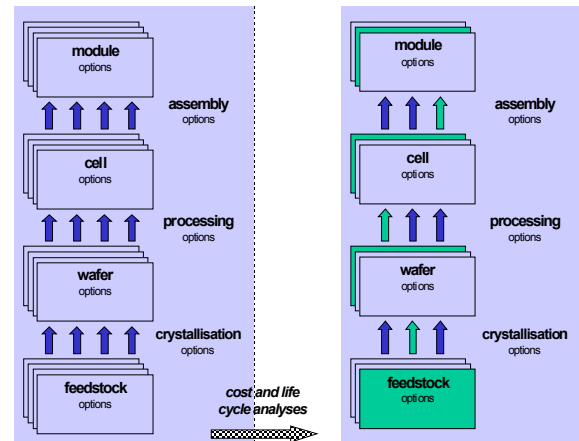 module
options
assembly
options
cell
options
processing
options
wafer
options
crystallisation
options
feedstock
options
cost and life
cycle analyses
module
options
assembly
options
cell
options
processing
options
wafer
options
crystallisation
options
feedstock
options